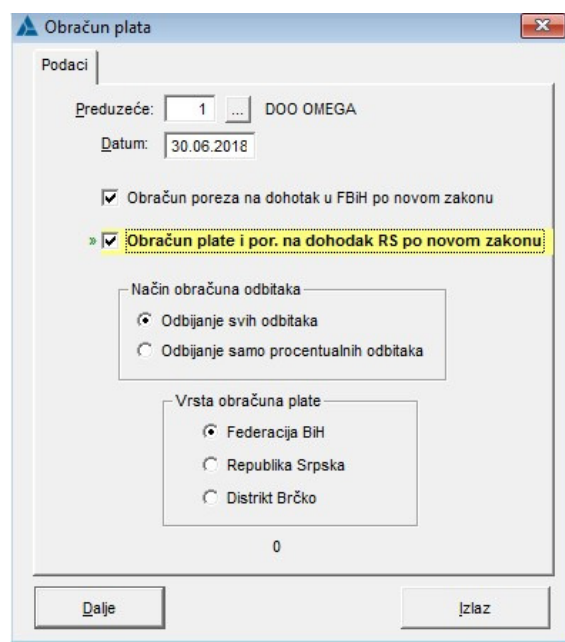 Obračun plata
Podaci
Preduzeće: 1 ... DOO OMEGA
Datum: 30.06.2018
Obračun poreza na dohotak u FBiH po novom zakonu
» Obračun plate i por. na dohodak RS po novom zakonu
Način obračuna odbitaka
Odbijanje svih odbitaka
Odbijanje samo procentualnih odbitaka
Vrsta obračuna plate
Federacija BiH
Republika Srpska
Distrikt Brčko
0
Dalje Izlaz